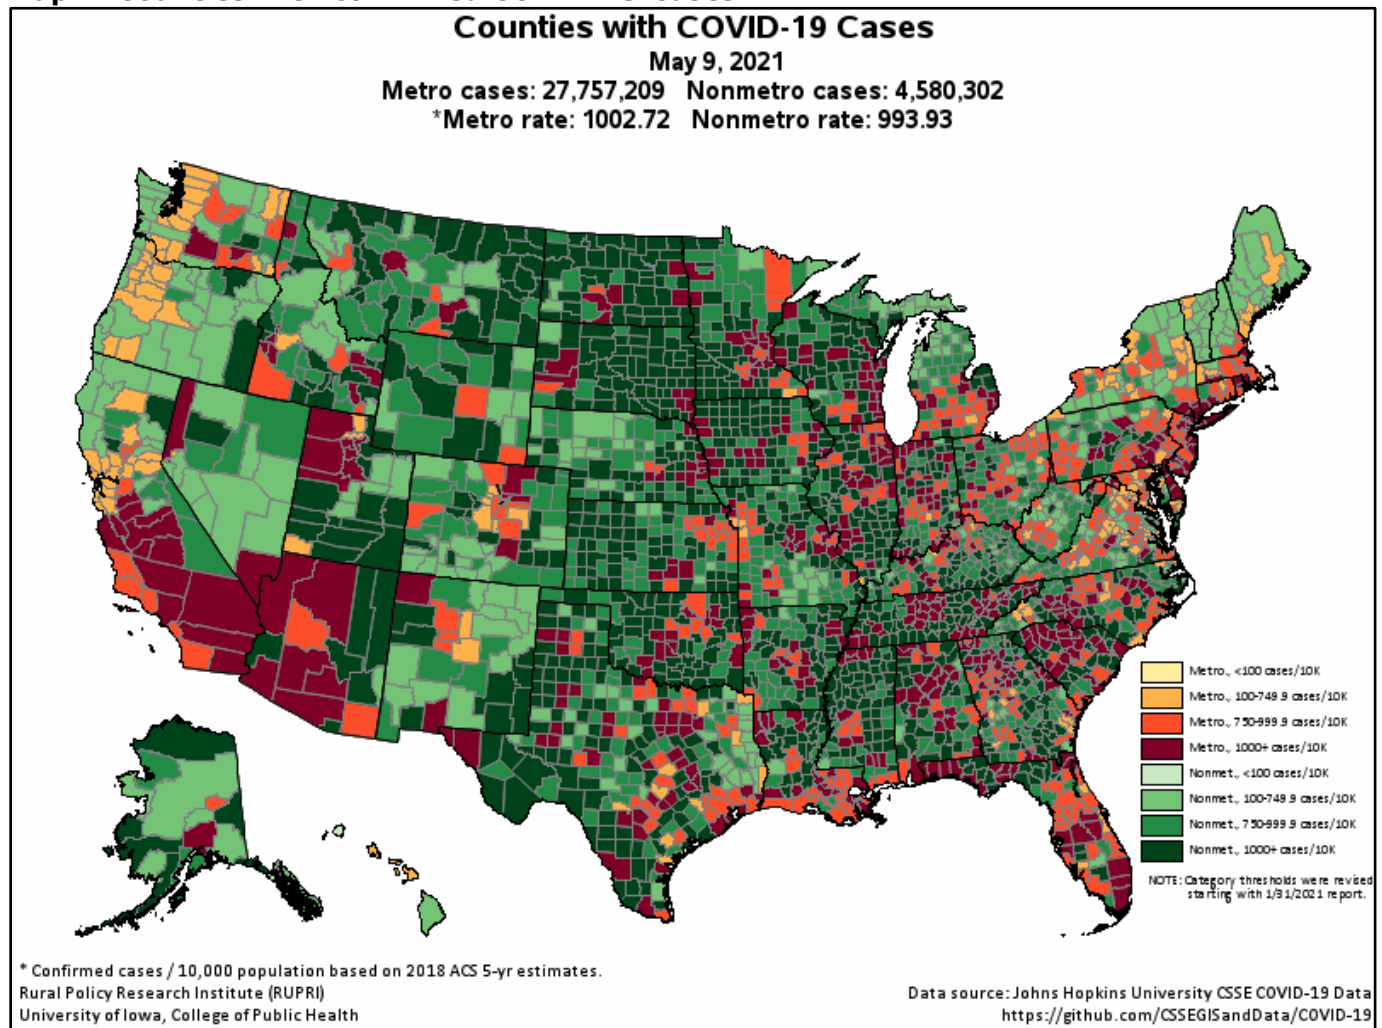 Counties with COVID-19 Cases
May 9, 2021
Metro cases: 27,757,209 Nonmetro cases: 4,580,302
*Metro rate: 1002.72 Nonmetro rate: 993.93
Metro., <100 cases/10K
Metro., 100-749.9 cases/10K
Metro., 750-999.9 cases/10K
Metro., 1000+ cases/10K
Nonmet., <100 cases/10K
Nonmet., 100-749.9 cases/10K
Nonmet., 750-999.9 cases/10K
Nonmet., 1000+ cases/10K
NOTE: Category thresholds were revised
starting with 1/31/2021 report.
* Confirmed cases / 10,000 population based on 2018 ACS 5-yr estimates.
Rural Policy Research Institute (RUPRI)
University of Iowa, College of Public Health
Data source: Johns Hopkins University CSSE COVID-19 Data
https://github.com/CSSEGISandData/COVID-19